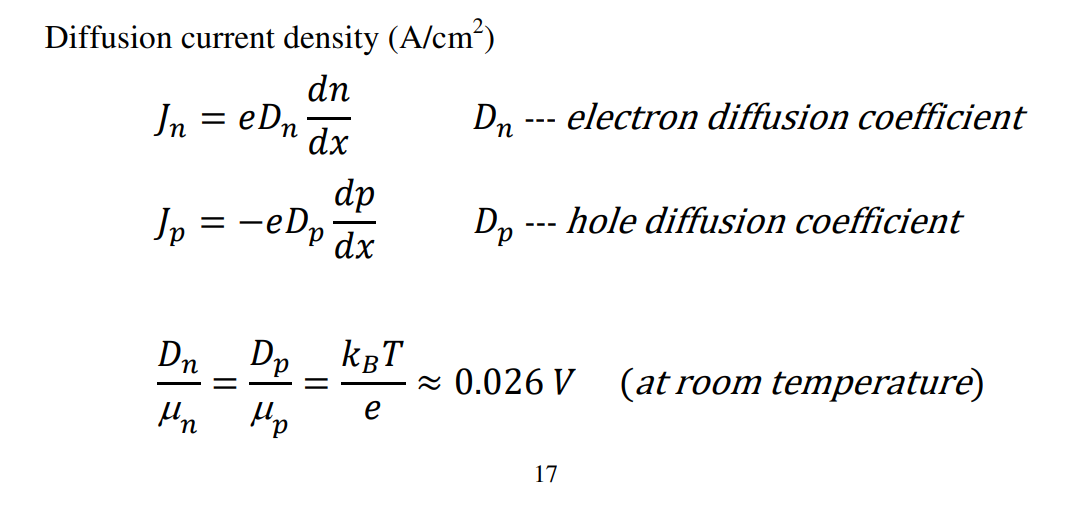 Diffusion current density (A/cm²)
Jₙ = eDₙ dn/dx    Dₙ --- electron diffusion coefficient
Jₚ = −eDₚ dp/dx    Dₚ --- hole diffusion coefficient
Dₙ/μₙ = Dₚ/μₚ = k_BT/e ≈ 0.026 V    (at room temperature)
17